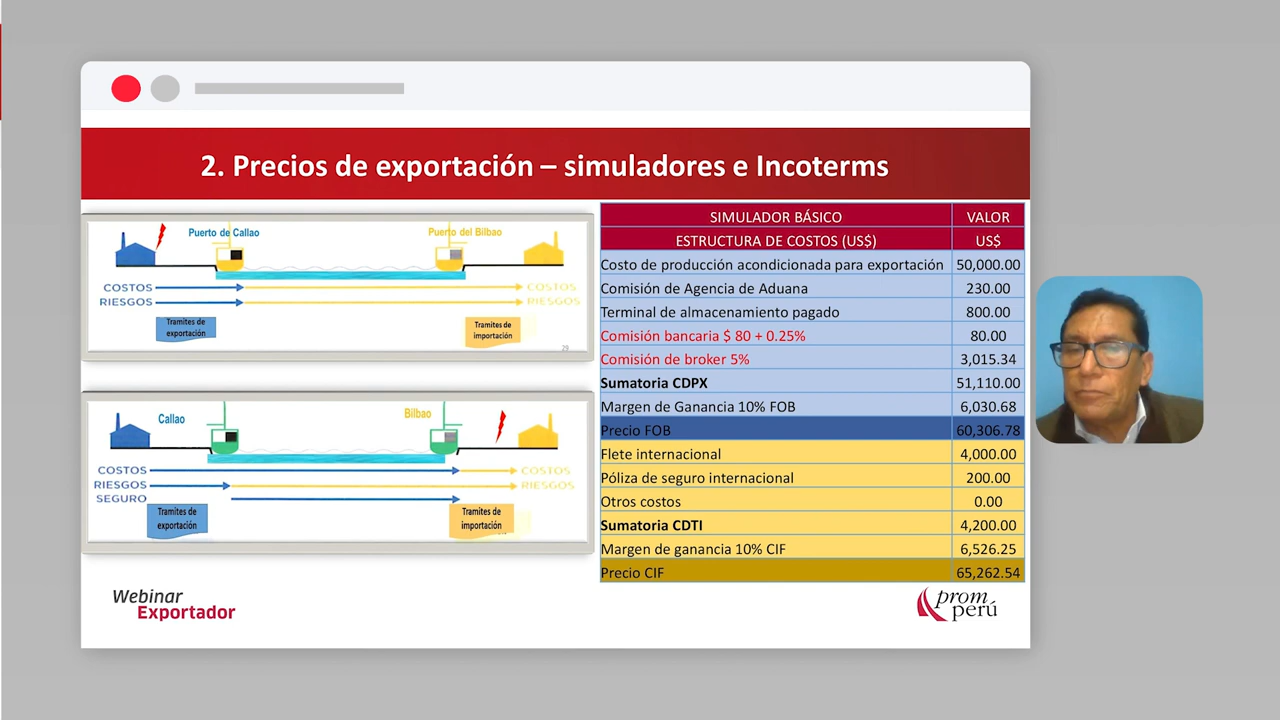 2. Precios de exportación – simuladores e Incoterms
Puerto de Callao
Puerto del Bilbao
COSTOS
COSTOS
RIESGOS
RIESGOS
Tramites de
exportación
Tramites de
importación
29
Callao
Bilbao
COSTOS
COSTOS
RIESGOS
RIESGOS
SEGURO
Tramites de
exportación
Tramites de
importación
SIMULADOR BÁSICO VALOR
ESTRUCTURA DE COSTOS (US$) US$
Costo de producción acondicionada para exportación 50,000.00
Comisión de Agencia de Aduana 230.00
Terminal de almacenamiento pagado 800.00
Comisión bancaria $ 80 + 0.25% 80.00
Comisión de broker 5% 3,015.34
Sumatoria CDPX 51,110.00
Margen de Ganancia 10% FOB 6,030.68
Precio FOB 60,306.78
Flete internacional 4,000.00
Póliza de seguro internacional 200.00
Otros costos 0.00
Sumatoria CDTI 4,200.00
Margen de ganancia 10% CIF 6,526.25
Precio CIF 65,262.54
Webinar
Exportador
prom
perú